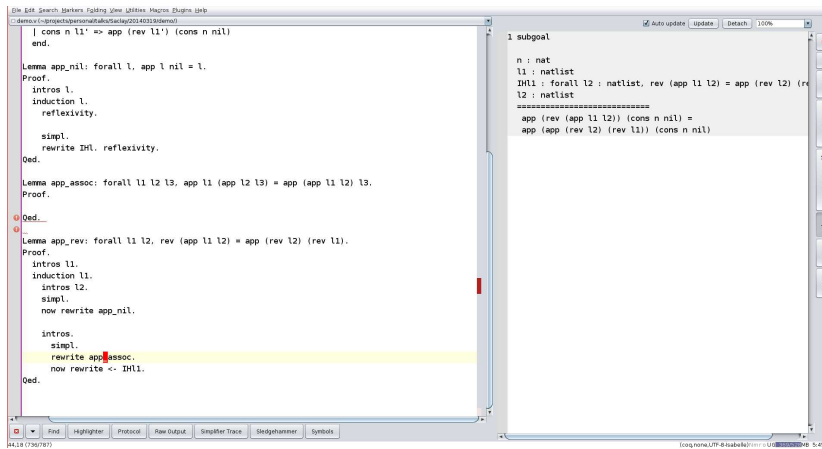 File Edit Search Markers Folding View Utilities Macros Plugins Help
demo.v (~/projects/personal/talks/Saclay/20140319/demo/)
| cons n l1' => app (rev l1') (cons n nil)
end.
Lemma app_nil: forall l, app l nil = l.
Proof.
intros l.
induction l.
reflexivity.
simpl.
rewrite IHl. reflexivity.
Qed.
Lemma app_assoc: forall l1 l2 l3, app l1 (app l2 l3) = app (app l1 l2) l3.
Proof.
Qed.
Lemma app_rev: forall l1 l2, rev (app l1 l2) = app (rev l2) (rev l1).
Proof.
intros l1.
induction l1.
intros l2.
simpl.
now rewrite app_nil.
intros.
simpl.
rewrite app_assoc.
now rewrite <- IHl1.
Qed.
Find Highlighter Protocol Raw Output Simplifier Trace Sledgehammer Symbols
44,18 (736/787)
Auto update Update Detach 100%
1 subgoal
n : nat
l1 : natlist
IHl1 : forall l2 : natlist, rev (app l1 l2) = app (rev l2) (re
l2 : natlist
============================
app (rev (app l1 l2)) (cons n nil) =
app (app (rev l2) (rev l1)) (cons n nil)
(coq,none,UTF-8-Isabelle)